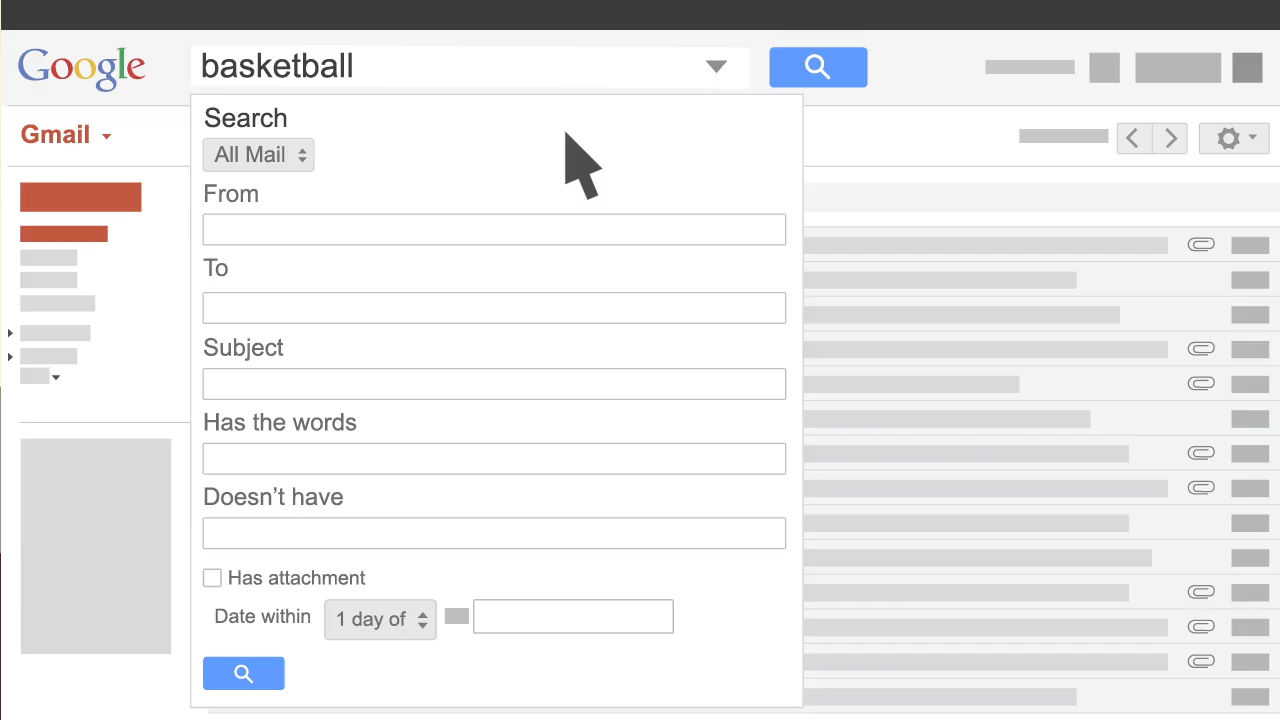 Google
basketball
Gmail
Search
All Mail
From
To
Subject
Has the words
Doesn’t have
Has attachment
Date within
1 day of